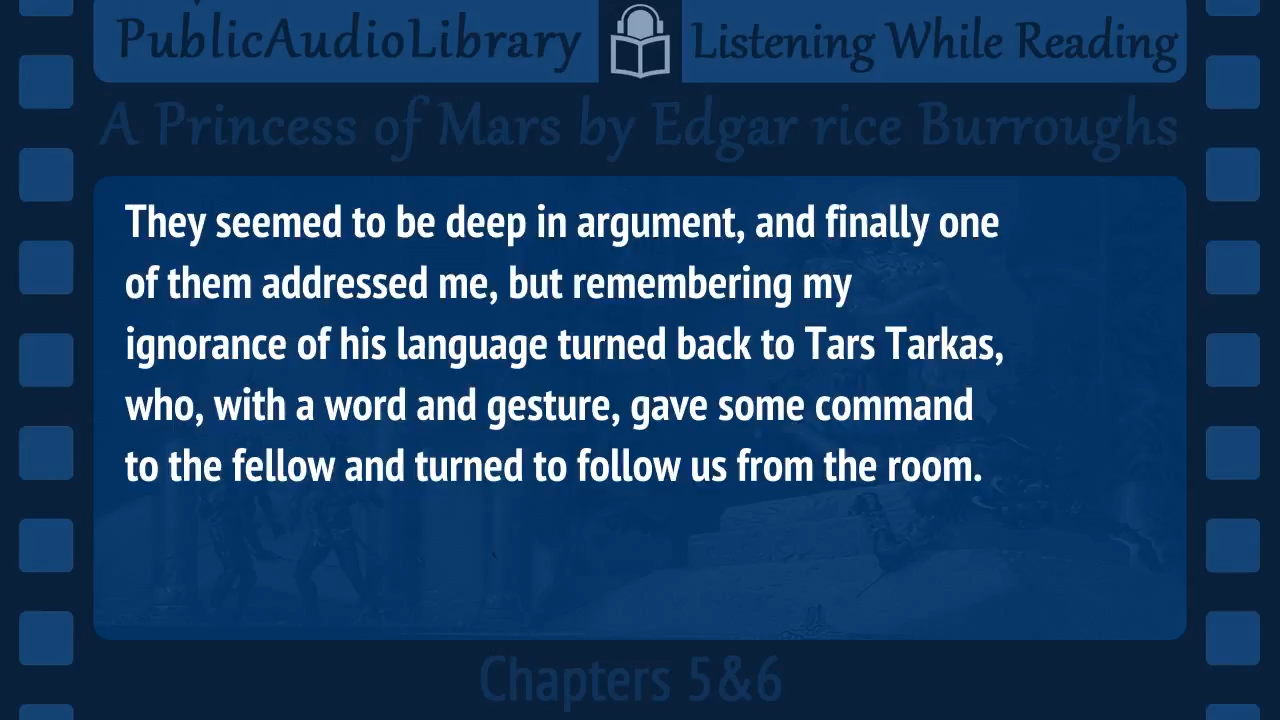 PublicAudioLibrary Listening While Reading
A Princess of Mars by Edgar rice Burroughs
They seemed to be deep in argument, and finally one
of them addressed me, but remembering my
ignorance of his language turned back to Tars Tarkas,
who, with a word and gesture, gave some command
to the fellow and turned to follow us from the room.
Chapters 5&6